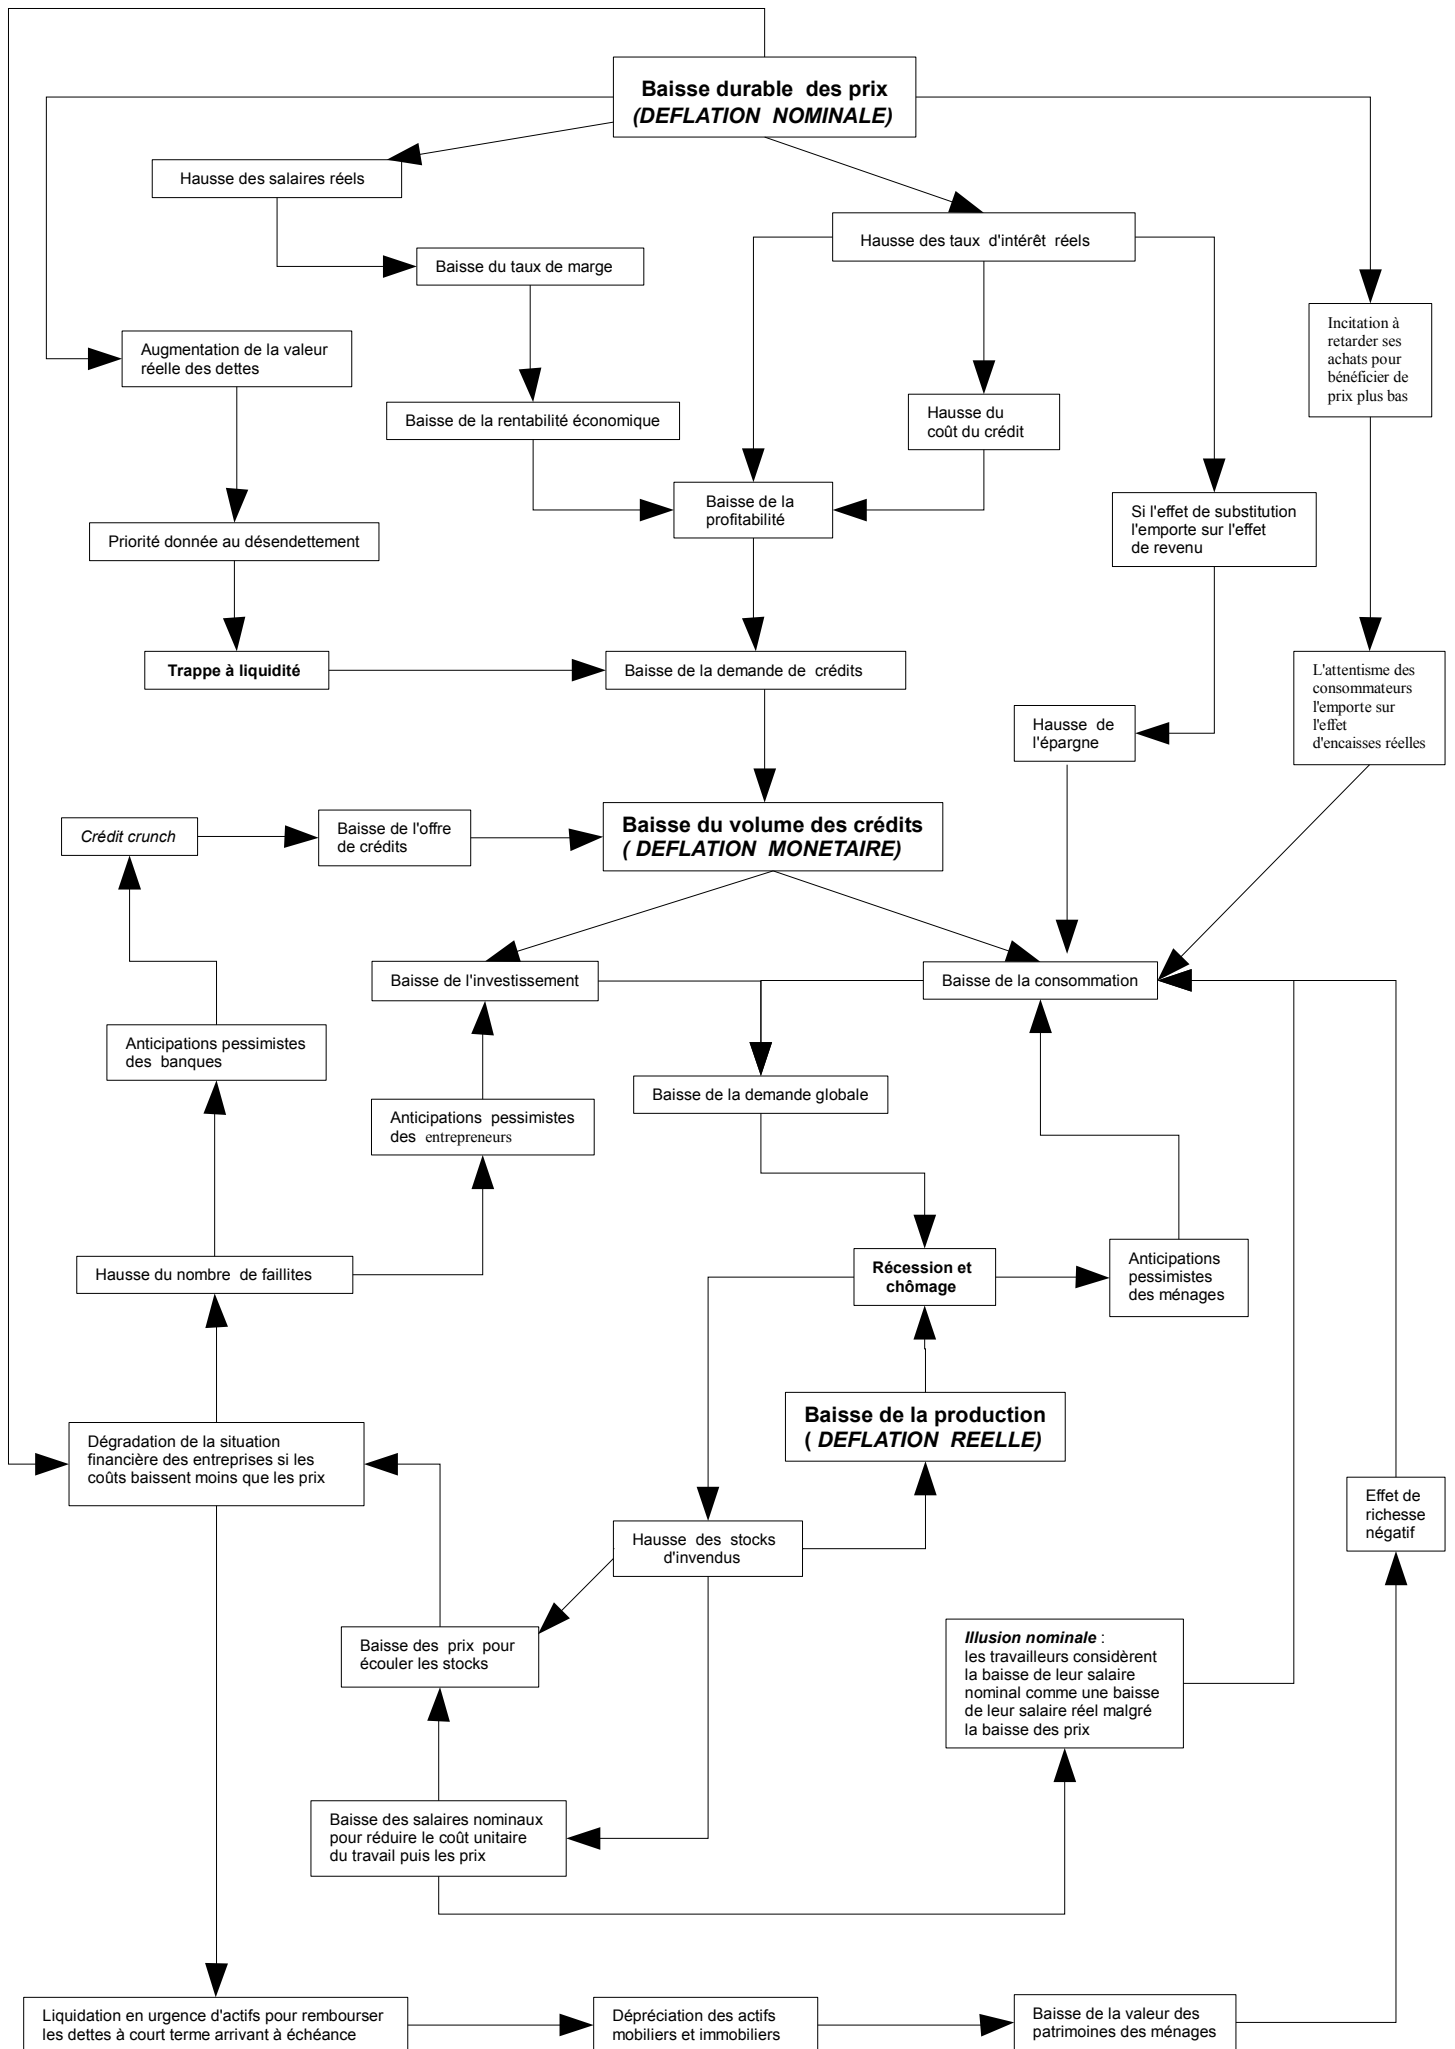 Baisse durable des prix
(DEFLATION NOMINALE)
Hausse des salaires réels
Hausse des taux d'intérêt réels
Baisse du taux de marge
Incitation à
retarder ses
achats pour
bénéficier de
prix plus bas
Augmentation de la valeur
réelle des dettes
Baisse de la rentabilité économique
Hausse du
coût du crédit
Baisse de la
profitabilité
Si l'effet de substitution
l'emporte sur l'effet
de revenu
Priorité donnée au désendettement
Trappe à liquidité
Baisse de la demande de crédits
L'attentisme des
consommateurs
l'emporte sur
l'effet
d'encaisses réelles
Hausse de
l'épargne
Crédit crunch
Baisse de l'offre
de crédits
Baisse du volume des crédits
( DEFLATION MONETAIRE)
Baisse de l'investissement
Baisse de la consommation
Anticipations pessimistes
des banques
Baisse de la demande globale
Anticipations pessimistes
des entrepreneurs
Hausse du nombre de faillites
Récession et
chômage
Anticipations
pessimistes
des ménages
Baisse de la production
( DEFLATION REELLE)
Dégradation de la situation
financière des entreprises si les
coûts baissent moins que les prix
Effet de
richesse
négatif
Hausse des stocks
d'invendus
Baisse des prix pour
écouler les stocks
Illusion nominale :
les travailleurs considèrent
la baisse de leur salaire
nominal comme une baisse
de leur salaire réel malgré
la baisse des prix
Baisse des salaires nominaux
pour réduire le coût unitaire
du travail puis les prix
Liquidation en urgence d'actifs pour rembourser
les dettes à court terme arrivant à échéance
Dépréciation des actifs
mobiliers et immobiliers
Baisse de la valeur des
patrimoines des ménages